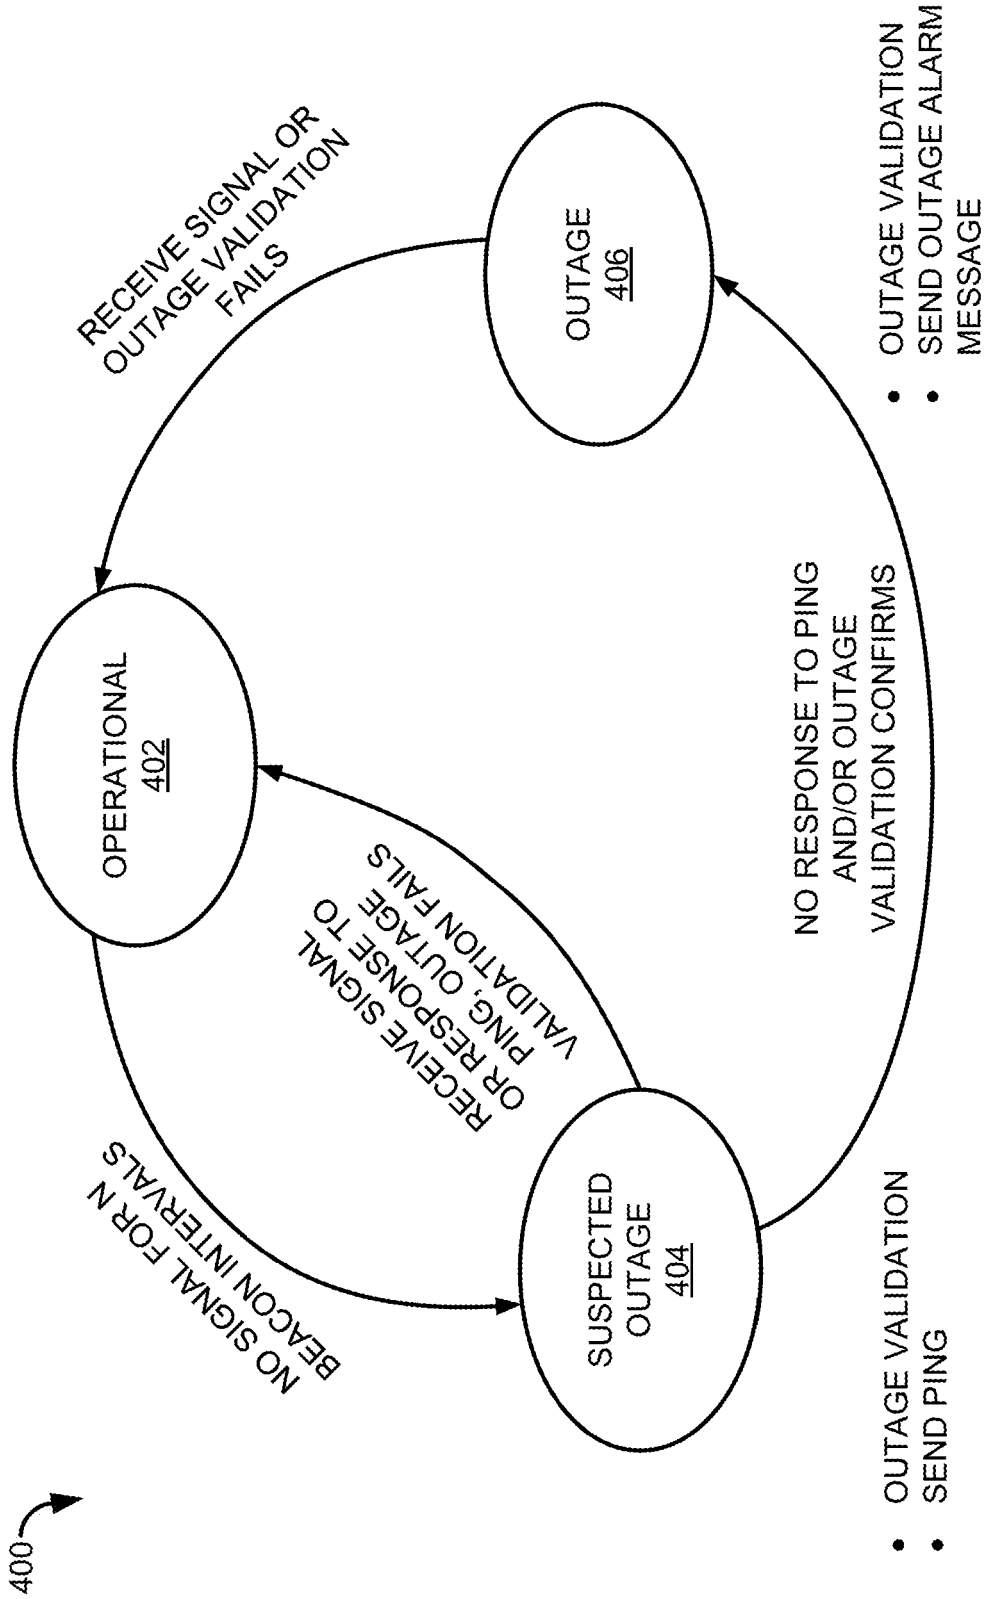 400
OPERATIONAL
402
NO SIGNAL FOR N
BEACON INTERVALS
RECEIVE SIGNAL OR
OUTAGE VALIDATION
FAILS
RECEIVE SIGNAL
OR RESPONSE TO
PING, OUTAGE
VALIDATION FAILS
SUSPECTED
OUTAGE
404
OUTAGE
406
NO RESPONSE TO PING
AND/OR OUTAGE
VALIDATION CONFIRMS
• OUTAGE VALIDATION
• SEND PING
• OUTAGE VALIDATION
• SEND OUTAGE ALARM
MESSAGE